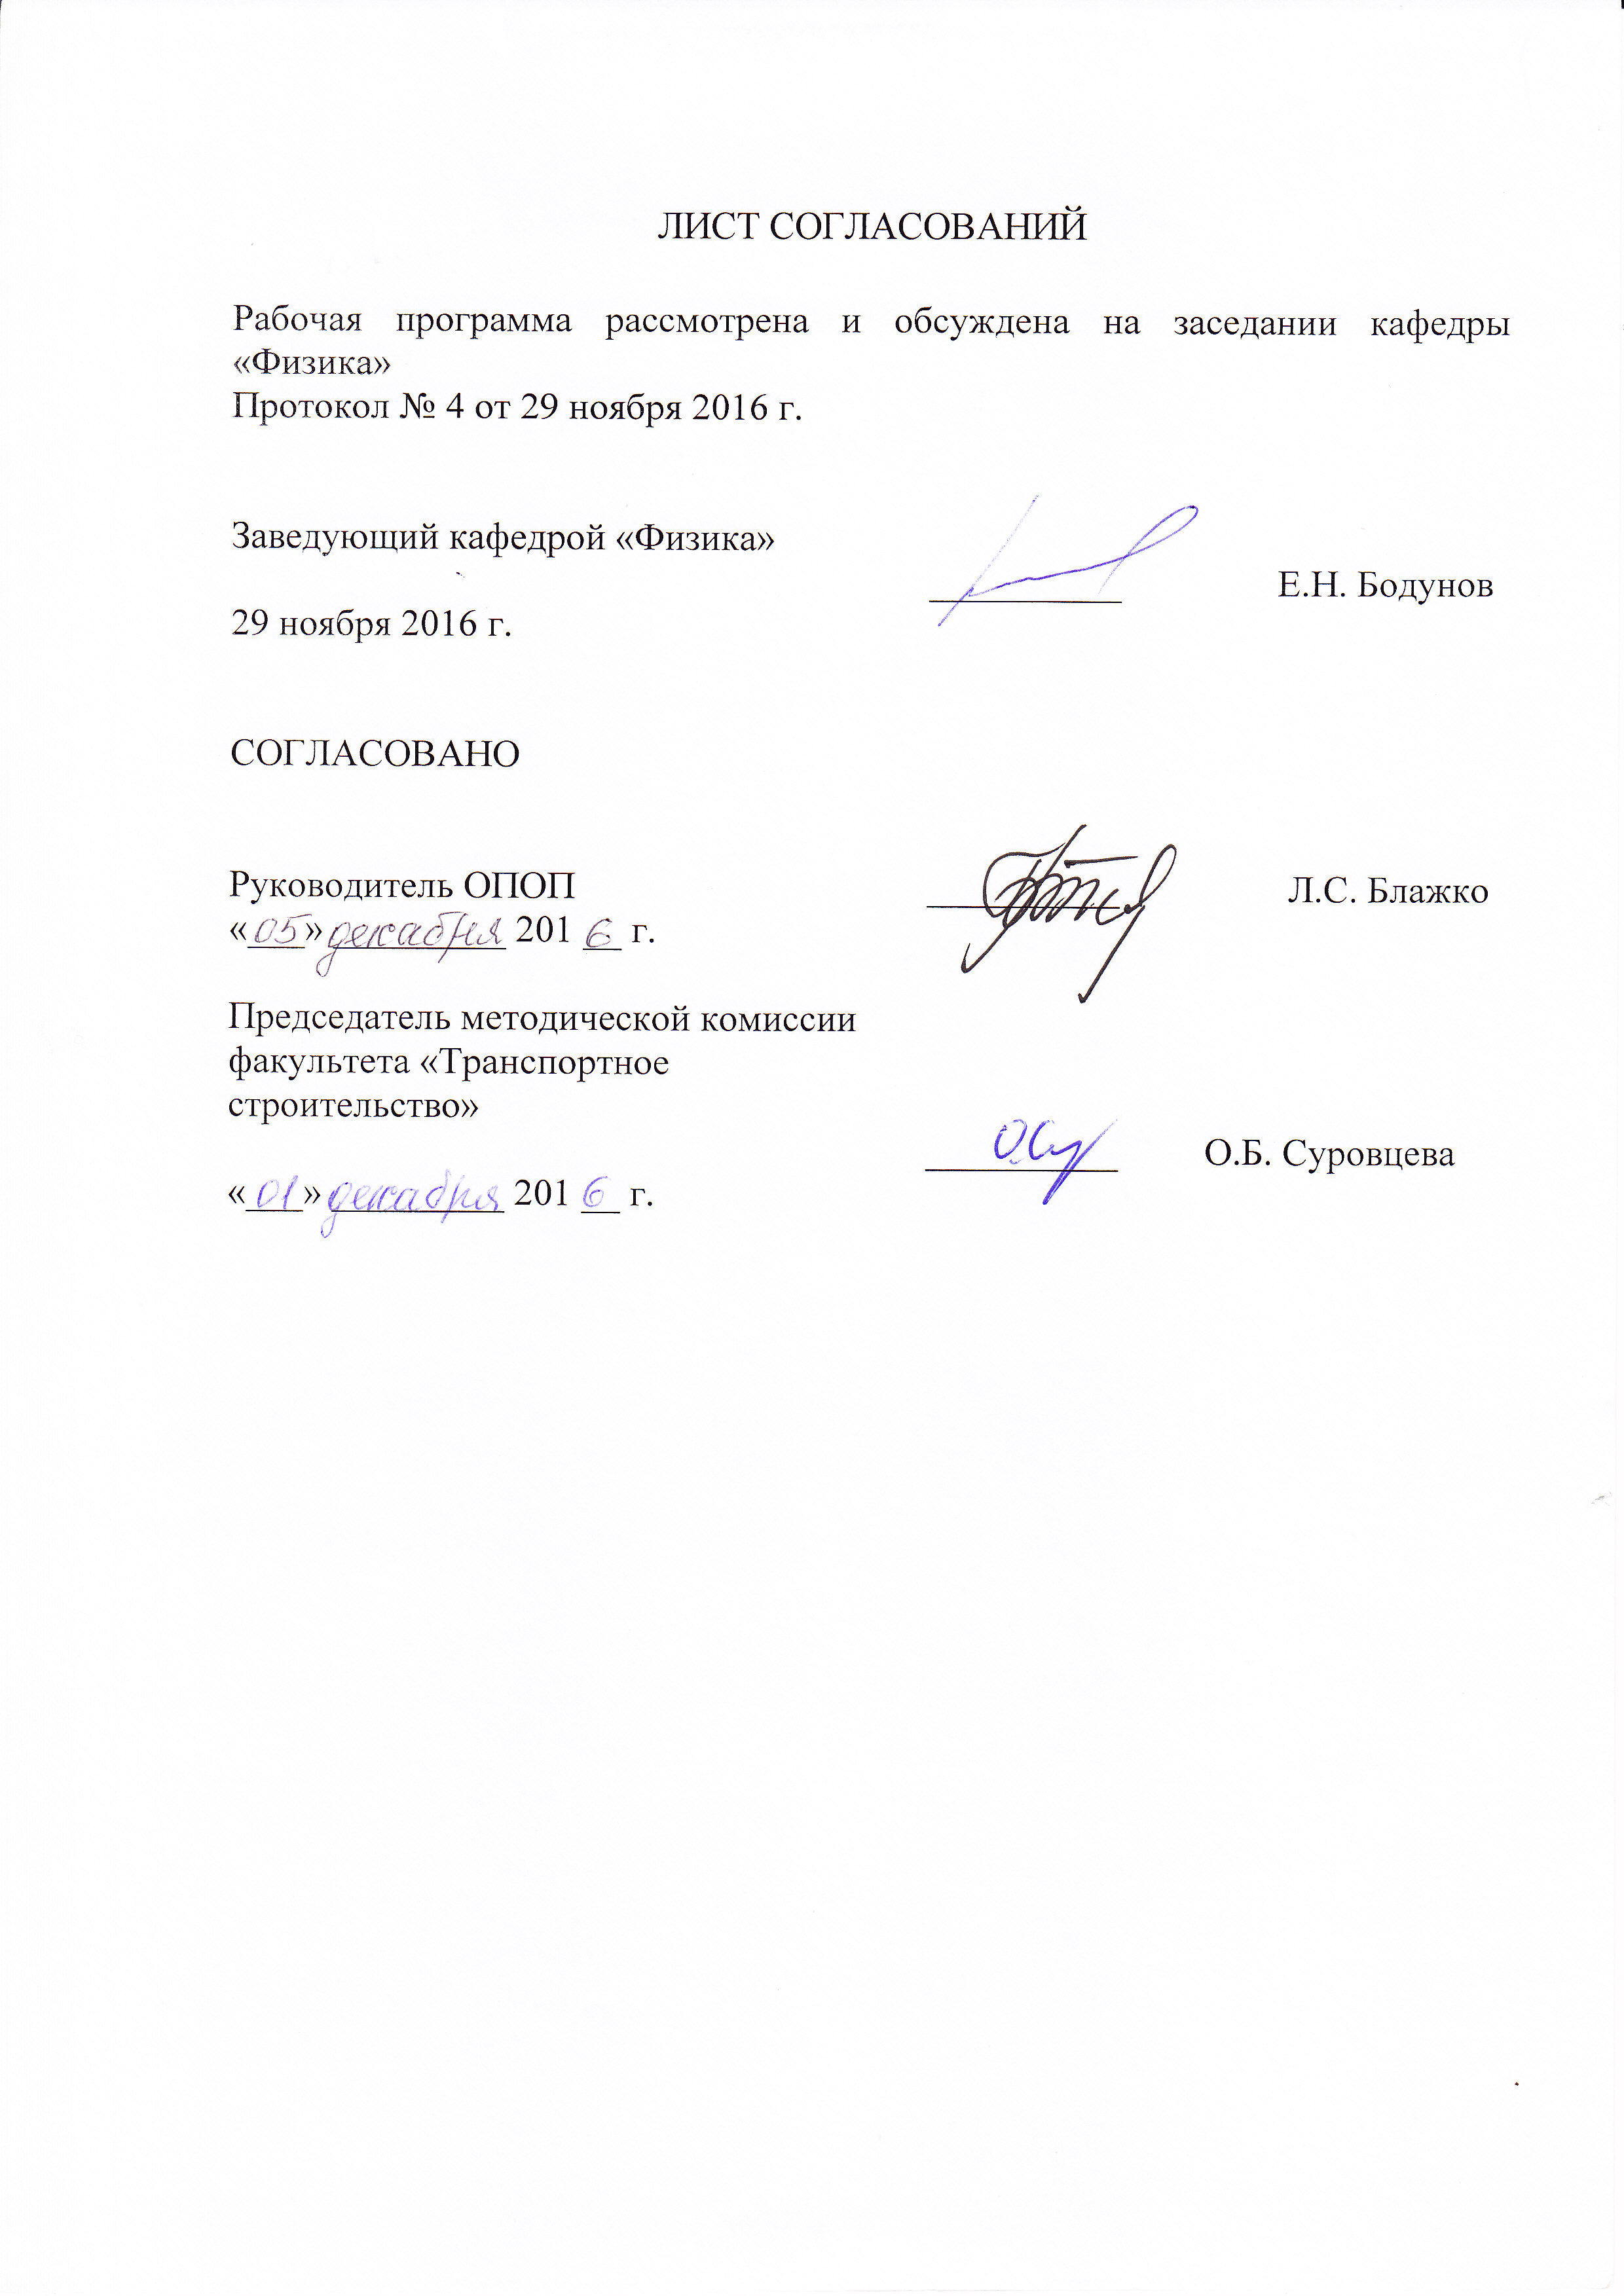 ЛИСТ СОГЛАСОВАНИЙ
Рабочая программа рассмотрена и обсуждена на заседании кафедры
«Физика»
Протокол № 4 от 29 ноября 2016 г.
Заведующий кафедрой «Физика»
Е.Н. Бодунов
29 ноября 2016 г.
СОГЛАСОВАНО
Руководитель ОПОП Л.С. Блажко
«05» декабря 2016 г.
Председатель методической комиссии
факультета «Транспортное
строительство»
О.Б. Суровцева
«01» декабря 2016 г.